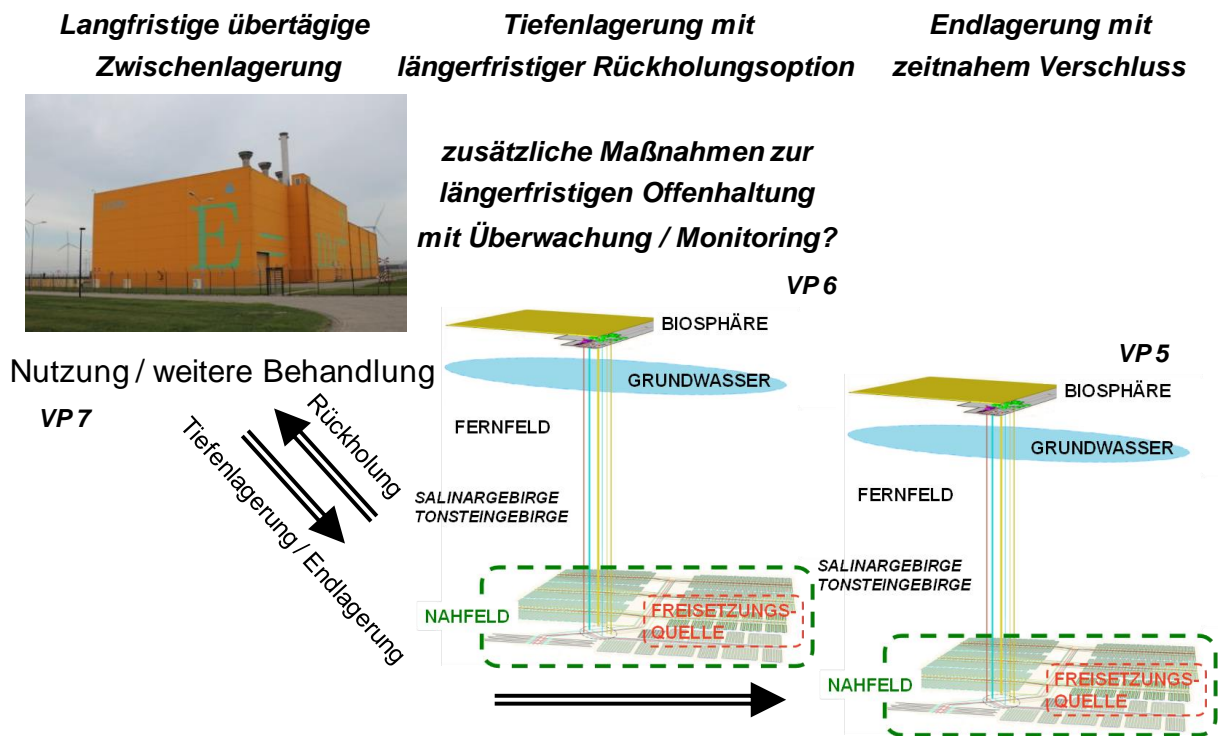 Langfristige übertägige
Zwischenlagerung
Tiefenlagerung mit
längerfristiger Rückholungsoption
Endlagerung mit
zeitnahem Verschluss
zusätzliche Maßnahmen zur
längerfristigen Offenhaltung
mit Überwachung / Monitoring?
VP 6
BIOSPHÄRE
GRUNDWASSER
FERNFELD
SALINARGEBIRGE
TONSTEINGEBIRGE
NAHFELD
FREISETZUNGS-
QUELLE
Nutzung / weitere Behandlung
VP 7
Rückholung
Tiefenlagerung / Endlagerung
VP 5
BIOSPHÄRE
GRUNDWASSER
FERNFELD
SALINARGEBIRGE
TONSTEINGEBIRGE
NAHFELD
FREISETZUNGS-
QUELLE